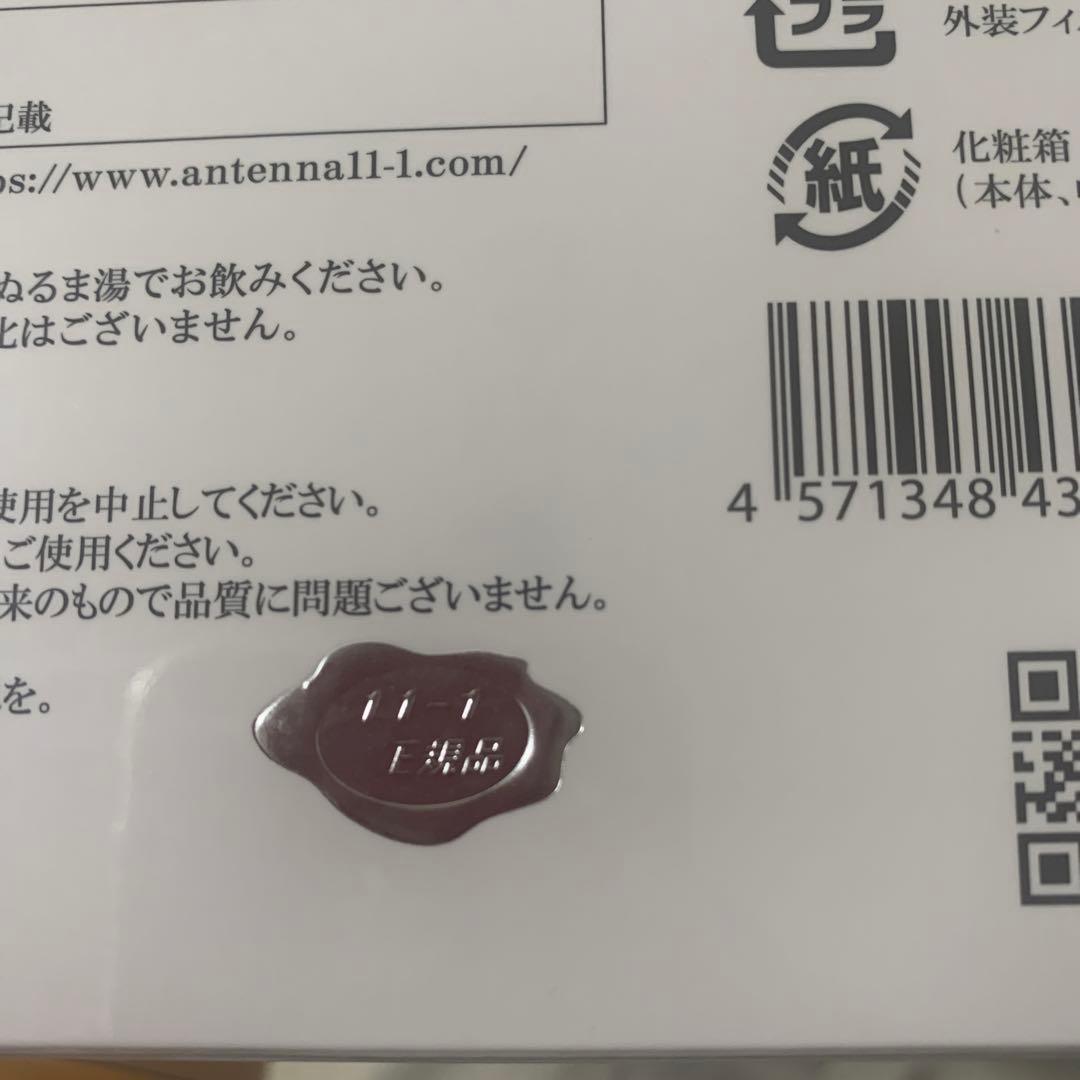 プラ
外装フィ
記載
ps://www.antenna11-1.com/
紙
化粧箱
(本体、
ぬるま湯でお飲みください。
化はございません。
4 571348 43
使用を中止してください。
ご使用ください。
来のもので品質に問題ございません。
を。
11-1
正規品